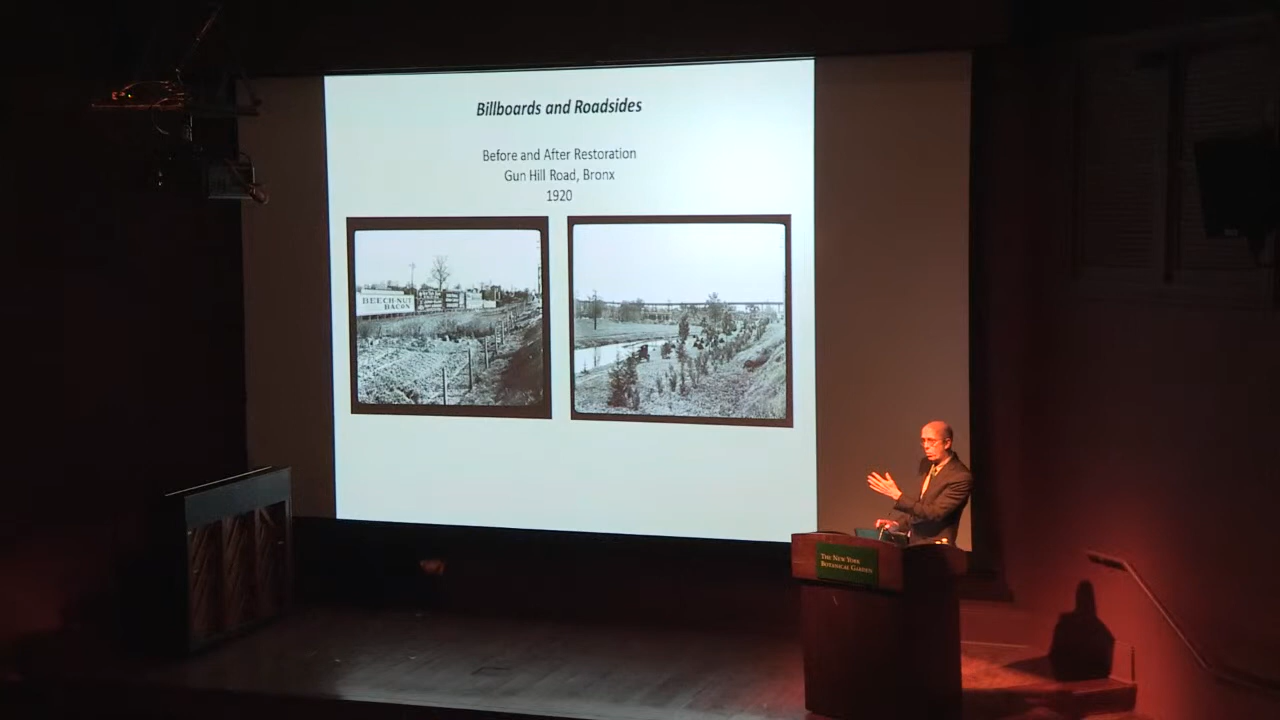 Billboards and Roadsides
Before and After Restoration
Gun Hill Road, Bronx
1920
BEECH-NUT
BACON
THE NEW YORK
BOTANICAL GARDEN